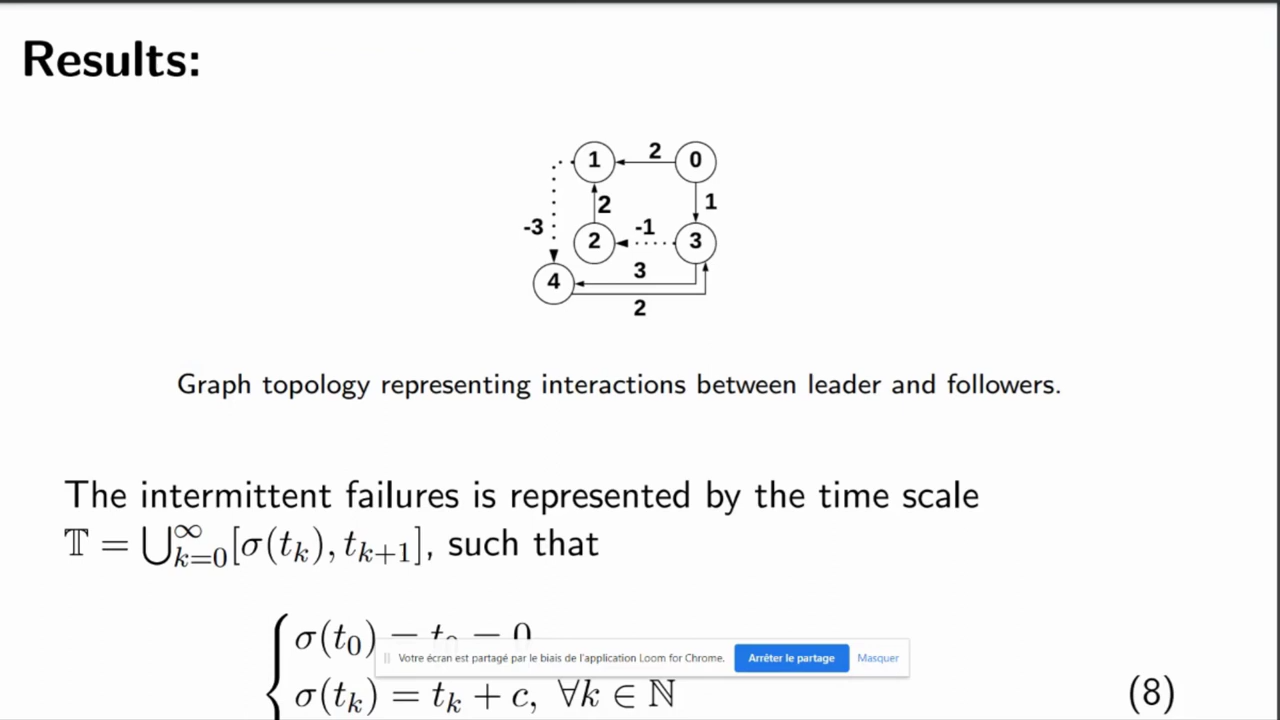 Results:
1 2 0
2 1
-3 2 -1 3
4 3
2
Graph topology representing interactions between leader and followers.
The intermittent failures is represented by the time scale
𝕋 = ⋃_{k=0}^{∞}[σ(t_k), t_{k+1}], such that
σ(t_0) = t_0 = 0
Votre écran est partagé par le biais de l'application Loom for Chrome. Arrêter le partage Masquer
σ(t_k) = t_k + c, ∀k ∈ ℕ (8)